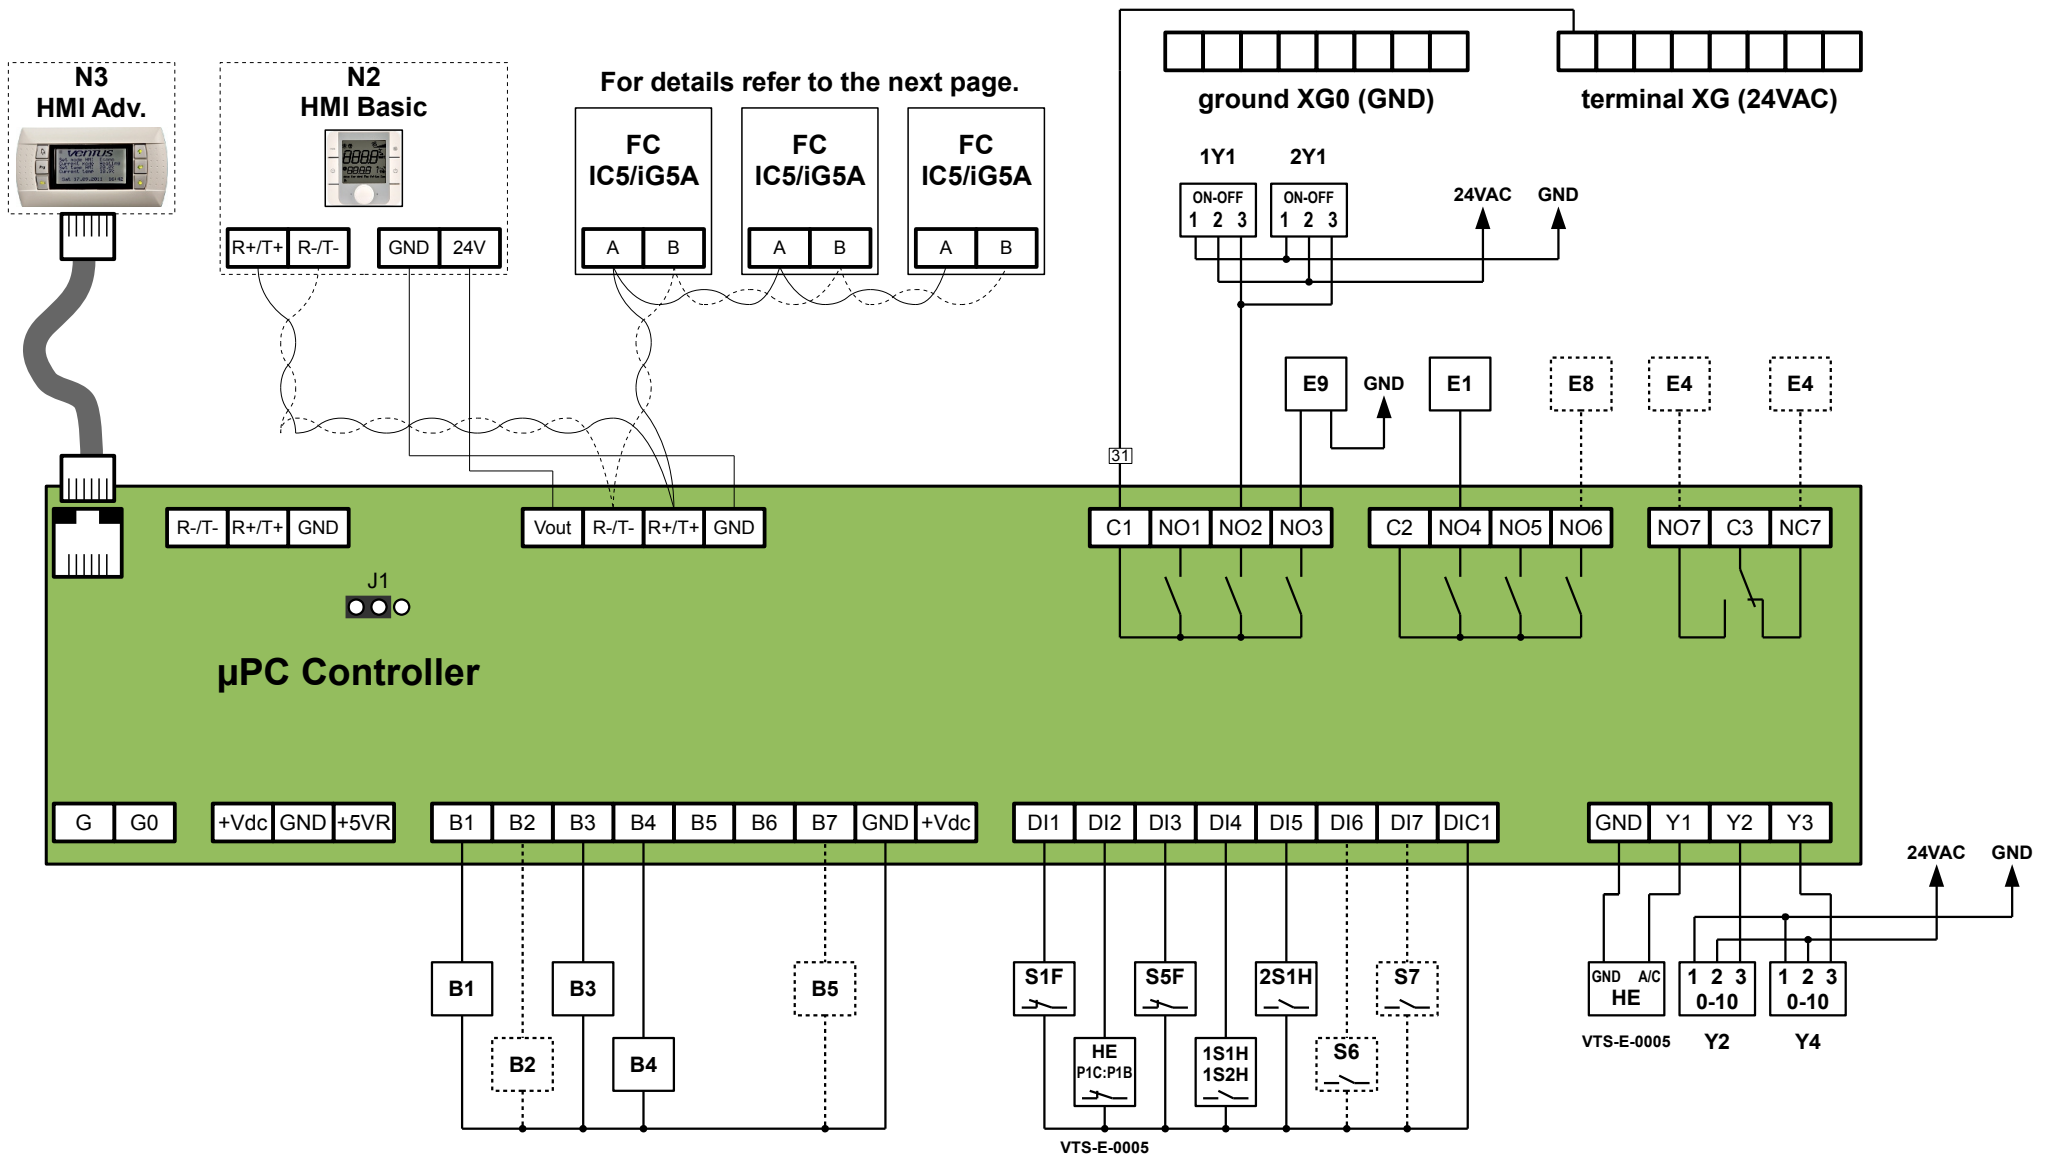 N3
HMI Adv.
N2
HMI Basic
For details refer to the next page.
ventus
FC
IC5/iG5A
FC
IC5/iG5A
FC
IC5/iG5A
ground XG0 (GND)
terminal XG (24VAC)
1Y1
2Y1
ON-OFF
1 2 3
ON-OFF
1 2 3
24VAC
GND
R+/T+ R-/T-
GND 24V
A B
A B
A B
E9
GND
E1
E8
E4
E4
31
R-/T- R+/T+ GND
Vout R-/T- R+/T+ GND
C1 NO1 NO2 NO3
C2 NO4 NO5 NO6
NO7 C3 NC7
J1
µPC Controller
G G0
+Vdc GND +5VR
B1 B2 B3 B4 B5 B6 B7 GND +Vdc
DI1 DI2 DI3 DI4 DI5 DI6 DI7 DIC1
GND Y1 Y2 Y3
24VAC
GND
B1
B3
B5
B2
B4
S1F
S5F
2S1H
S7
HE
P1C:P1B
1S1H
1S2H
S6
VTS-E-0005
GND A/C
HE
1 2 3
0-10
1 2 3
0-10
VTS-E-0005
Y2
Y4